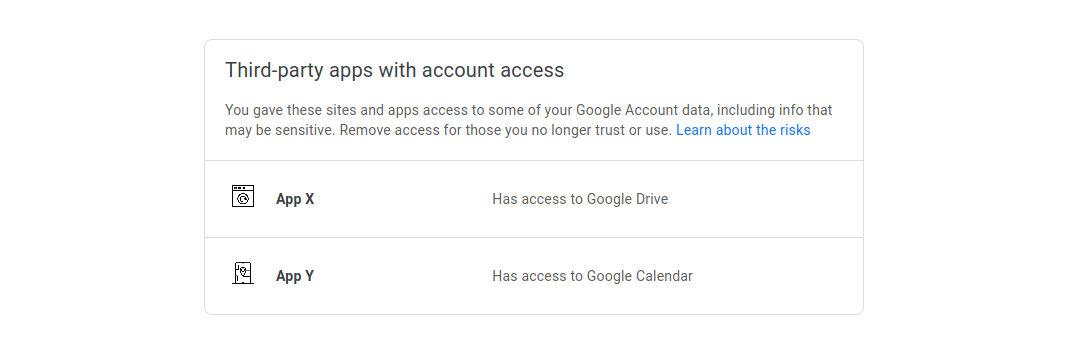 Third-party apps with account access
You gave these sites and apps access to some of your Google Account data, including info that
may be sensitive. Remove access for those you no longer trust or use. Learn about the risks
App X Has access to Google Drive
App Y Has access to Google Calendar